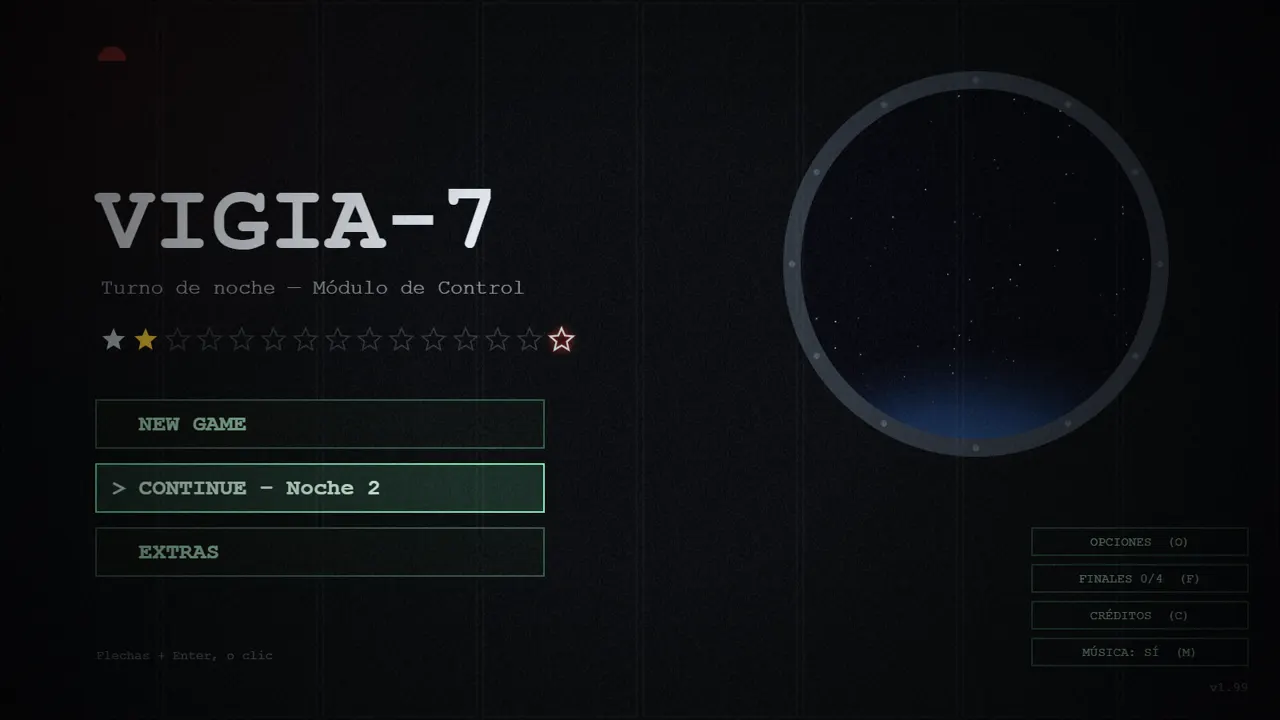 VIGIA-7
Turno de noche — Módulo de Control
NEW GAME
> CONTINUE — Noche 2
EXTRAS
OPCIONES (O)
FINALES 0/4 (F)
CRÉDITOS (C)
MÚSICA: SÍ (M)
Flechas + Enter, o clic
v1.99